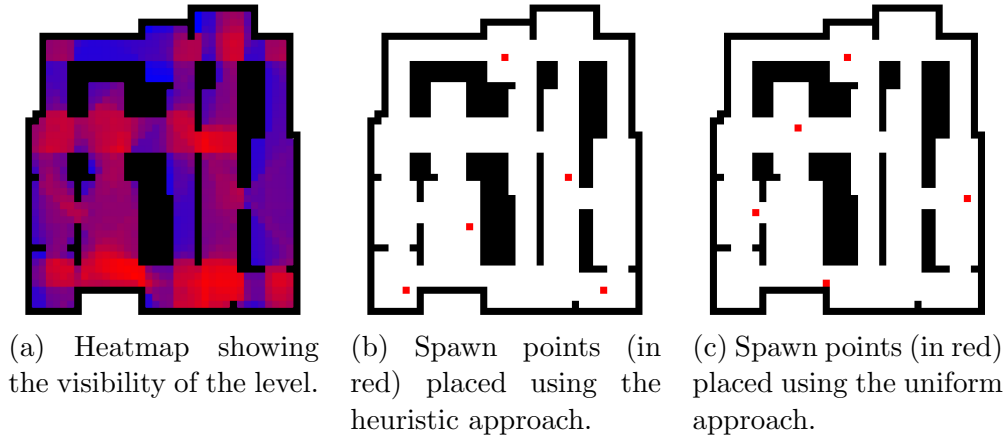 (a) Heatmap showing
the visibility of the level.
(b) Spawn points (in
red) placed using the
heuristic approach.
(c) Spawn points (in red)
placed using the uniform
approach.